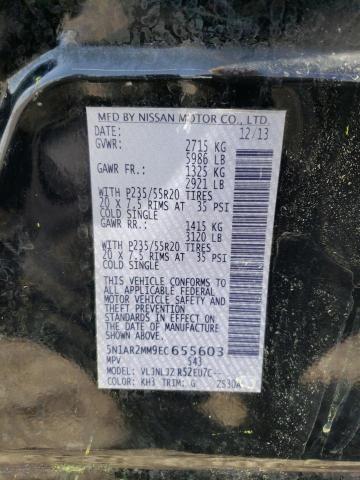 MFD BY NISSAN MOTOR CO., LTD.
DATE: 12/13
GVWR: 2715 KG
5986 LB
GAWR FR.: 1325 KG
2921 LB
WITH P235/55R20 TIRES
20 X 7.5 RIMS AT 35 PSI
COLD SINGLE
GAWR RR.: 1415 KG
3120 LB
WITH P235/55R20 TIRES
20 X 7.5 RIMS AT 35 PSI
COLD SINGLE
THIS VEHICLE CONFORMS TO
ALL APPLICABLE FEDERAL
MOTOR VEHICLE SAFETY
AND THEFT PREVENTION
STANDARDS IN EFFECT ON
THE DATE OF MANUFACTURE
SHOWN ABOVE.
5N1AR2MM9EC655603
MPV 543
MODEL: VLJNLJZ R52EUZC--
COLOR: KH3 TRIM: G ZS30A